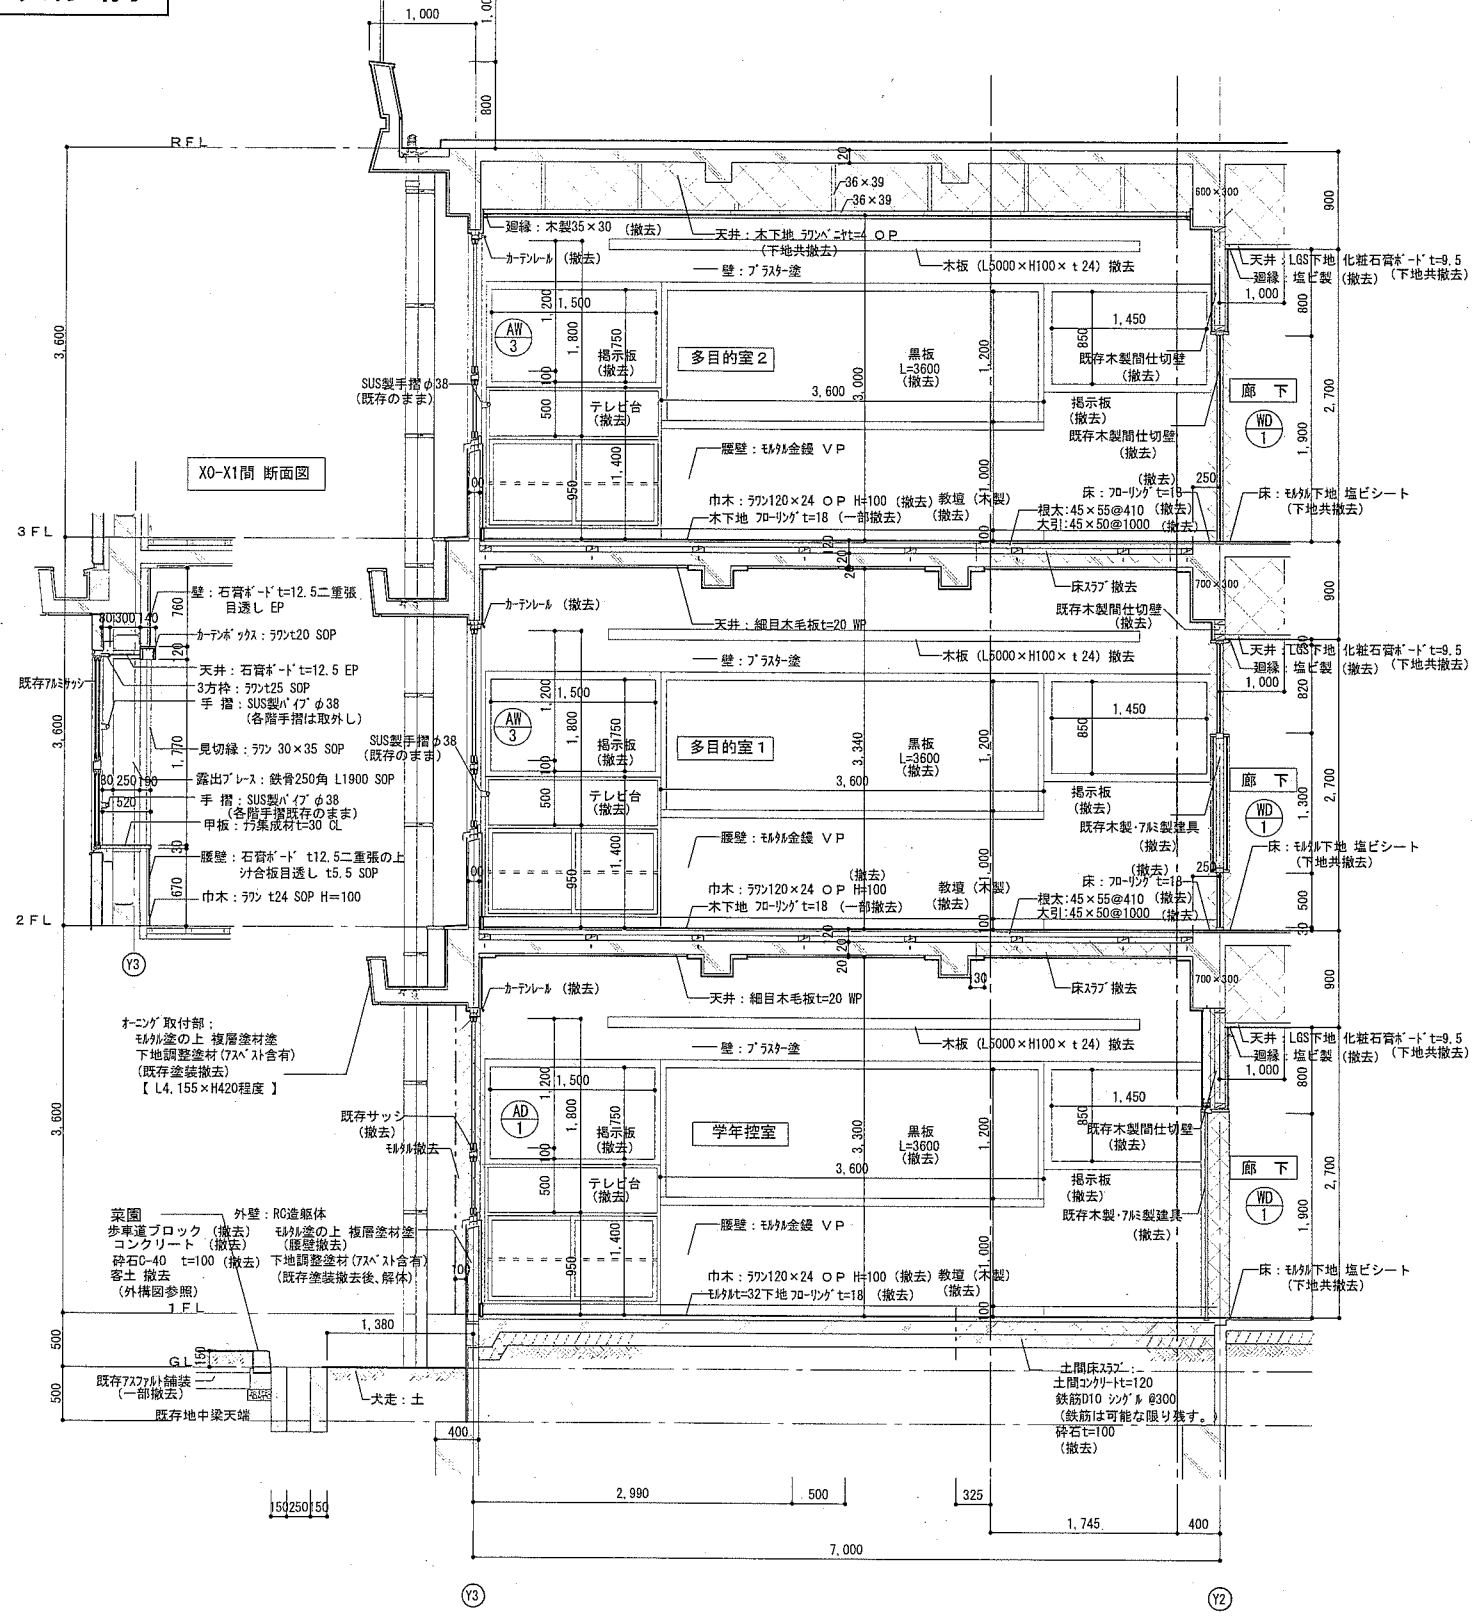 1,000
800
RFL
120
36×39
36×39
600×300
900
廻縁：木製35×30 (撤去)
天井：木下地 ﾗﾜﾝﾍﾞﾆﾔt=4 ＯＰ
(下地共撤去)
ｶｰﾃﾝﾚｰﾙ (撤去)
壁：ﾌﾟﾗｽﾀｰ塗
木板 (L5000×H100×ｔ24) 撤去
天井：LGS下地 化粧石膏ﾎﾞｰﾄﾞt=9.5
廻縁：塩ビ製 (撤去) (下地共撤去)
1,000
800
1,200
1,500
1,800
750
AW
3
掲示板
(撤去)
多目的室２
黒板
L=3600
(撤去)
1,200
850
1,450
既存木製間仕切壁
(撤去)
3,600
SUS製手摺φ38
(既存のまま)
100
500
テレビ台
(撤去)
3,600
3,000
掲示板
(撤去)
既存木製間仕切壁
(撤去)
廊 下
WD
1
2,700
1,900
X0-X1間 断面図
腰壁：ﾓﾙﾀﾙ金鏝 ＶＰ
1,400
950
100
1,000
巾木：ﾗﾜﾝ120×24 ＯＰ H=100 (撤去)
教壇 (木製)
(撤去)
木下地 ﾌﾛｰﾘﾝｸﾞt=18 (一部撤去)
(撤去)
250
床：ﾌﾛｰﾘﾝｸﾞt=18
根太:45×55@410 (撤去)
大引:45×50@1000 (撤去)
床：ﾓﾙﾀﾙ下地 塩ビシート
(下地共撤去)
100
3FL
120
20
床ｽﾗﾌﾞ撤去
700×300
900
壁：石膏ﾎﾞｰﾄﾞt=12.5二重張
目透し EP
760
80 300 140
ｶｰﾃﾝﾎﾞｯｸｽ：ﾗﾜﾝt20 SOP
120
天井：石膏ﾎﾞｰﾄﾞt=12.5 EP
3方枠：ﾗﾜﾝt25 SOP
既存ｱﾙﾐｻｯｼ
手 摺：SUS製ﾊﾟｲﾌﾟφ38
(各階手摺は取外し)
見切縁：ﾗﾜﾝ 30×35 SOP
1,770
露出ﾌﾞﾚｰｽ：鉄骨250角 L1900 SOP
80 250 190
520
手 摺：SUS製ﾊﾟｲﾌﾟφ38
(各階手摺既存のまま)
甲板：ﾅﾗ集成材t=30 CL
30
腰壁：石膏ﾎﾞｰﾄﾞ t12.5二重張の上
ｼﾅ合板目透し t5.5 SOP
670
巾木：ﾗﾜﾝ t24 SOP H=100
3,600
ｶｰﾃﾝﾚｰﾙ (撤去)
天井：細目木毛板t=20 WP
既存木製間仕切壁
(撤去)
壁：ﾌﾟﾗｽﾀｰ塗
木板 (L5000×H100×ｔ24) 撤去
天井：LGS下地 化粧石膏ﾎﾞｰﾄﾞt=9.5
廻縁：塩ビ製 (撤去) (下地共撤去)
1,000
820
1,200
1,500
1,800
750
AW
3
掲示板
(撤去)
多目的室１
3,340
黒板
L=3600
(撤去)
1,200
850
1,450
SUS製手摺φ38
(既存のまま)
100
500
テレビ台
(撤去)
3,600
掲示板
(撤去)
既存木製・ｱﾙﾐ製建具
(撤去)
廊 下
WD
1
1,300
2,700
腰壁：ﾓﾙﾀﾙ金鏝 ＶＰ
1,400
950
100
1,000
(撤去)
巾木：ﾗﾜﾝ120×24 ＯＰ H=100
教壇 (木製)
(撤去)
木下地 ﾌﾛｰﾘﾝｸﾞt=18 (一部撤去)
(撤去)
250
床：ﾌﾛｰﾘﾝｸﾞt=18
根太:45×55@410 (撤去)
大引:45×50@1000 (撤去)
床：ﾓﾙﾀﾙ下地 塩ビシート
(下地共撤去)
500
30
100
2FL
Y3
120
120
20
130
床ｽﾗﾌﾞ撤去
700×300
900
ｶｰﾃﾝﾚｰﾙ (撤去)
天井：細目木毛板t=20 WP
ｵｰﾆﾝｸﾞ取付部：
ﾓﾙﾀﾙ塗の上 複層塗材塗
下地調整塗材(ｱｽﾍﾞｽﾄ含有)
(既存塗装撤去)
【 L4,155×H420程度 】
壁：ﾌﾟﾗｽﾀｰ塗
木板 (L5000×H100×ｔ24) 撤去
天井：LGS下地 化粧石膏ﾎﾞｰﾄﾞt=9.5
廻縁：塩ビ製 (撤去) (下地共撤去)
1,000
800
3,600
既存サッシ
(撤去)
ﾓﾙﾀﾙ撤去
1,200
1,500
1,800
750
AD
1
掲示板
(撤去)
学年控室
3,300
黒板
L=3600
(撤去)
1,200
850
1,450
既存木製間仕切壁
(撤去)
100
500
テレビ台
(撤去)
3,600
掲示板
(撤去)
既存木製・ｱﾙﾐ製建具
(撤去)
廊 下
WD
1
2,700
1,900
菜園
歩車道ブロック (撤去)
コンクリート (撤去)
砕石C-40 t=100 (撤去)
客土 撤去
(外構図参照)
外壁：RC造躯体
ﾓﾙﾀﾙ塗の上 複層塗材塗
(腰壁撤去)
下地調整塗材(ｱｽﾍﾞｽﾄ含有)
(既存塗装撤去後、解体)
100
腰壁：ﾓﾙﾀﾙ金鏝 ＶＰ
1,400
950
1,000
巾木：ﾗﾜﾝ120×24 ＯＰ H=100 (撤去)
教壇 (木製)
(撤去)
ﾓﾙﾀﾙt=32下地 ﾌﾛｰﾘﾝｸﾞt=18 (撤去)
床：ﾓﾙﾀﾙ下地 塩ビシート
(下地共撤去)
100
1FL
1,380
500
GL
150
既存ｱｽﾌｧﾙﾄ舗装
(一部撤去)
犬走：土
500
既存地中梁天端
土間床ｽﾗﾌﾞ：
土間ｺﾝｸﾘｰﾄt=120
鉄筋D10 ｼﾝｸﾞﾙ @300
(鉄筋は可能な限り残す。)
砕石t=100
(撤去)
400
150 250 150
2,990
500
325
1,745
400
7,000
Y3
Y2